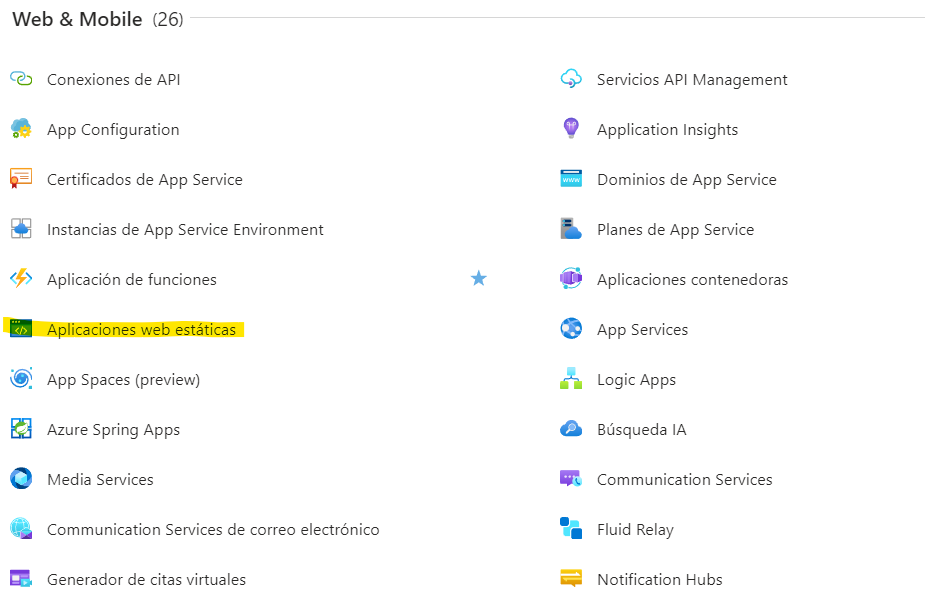 Web & Mobile (26)
Conexiones de API
Servicios API Management
App Configuration
Application Insights
Certificados de App Service
Dominios de App Service
Instancias de App Service Environment
Planes de App Service
Aplicación de funciones
Aplicaciones contenedoras
Aplicaciones web estáticas
App Services
App Spaces (preview)
Logic Apps
Azure Spring Apps
Búsqueda IA
Media Services
Communication Services
Communication Services de correo electrónico
Fluid Relay
Generador de citas virtuales
Notification Hubs